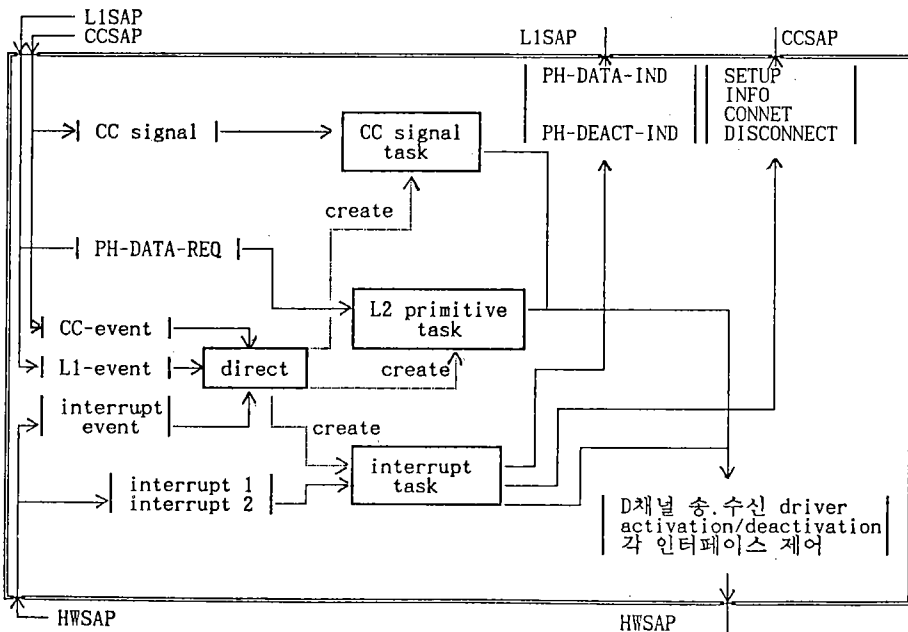 L1SAP
CCSAP
L1SAP
CCSAP
PH-DATA-IND
PH-DEACT-IND
SETUP
INFO
CONNET
DISCONNECT
CC signal
CC signal
task
create
PH-DATA-REQ
L2 primitive
task
CC-event
L1-event
direct
create
interrupt
event
create
interrupt
task
interrupt 1
interrupt 2
D채널 송.수신 driver
activation/deactivation
각 인터페이스 제어
HWSAP
HWSAP